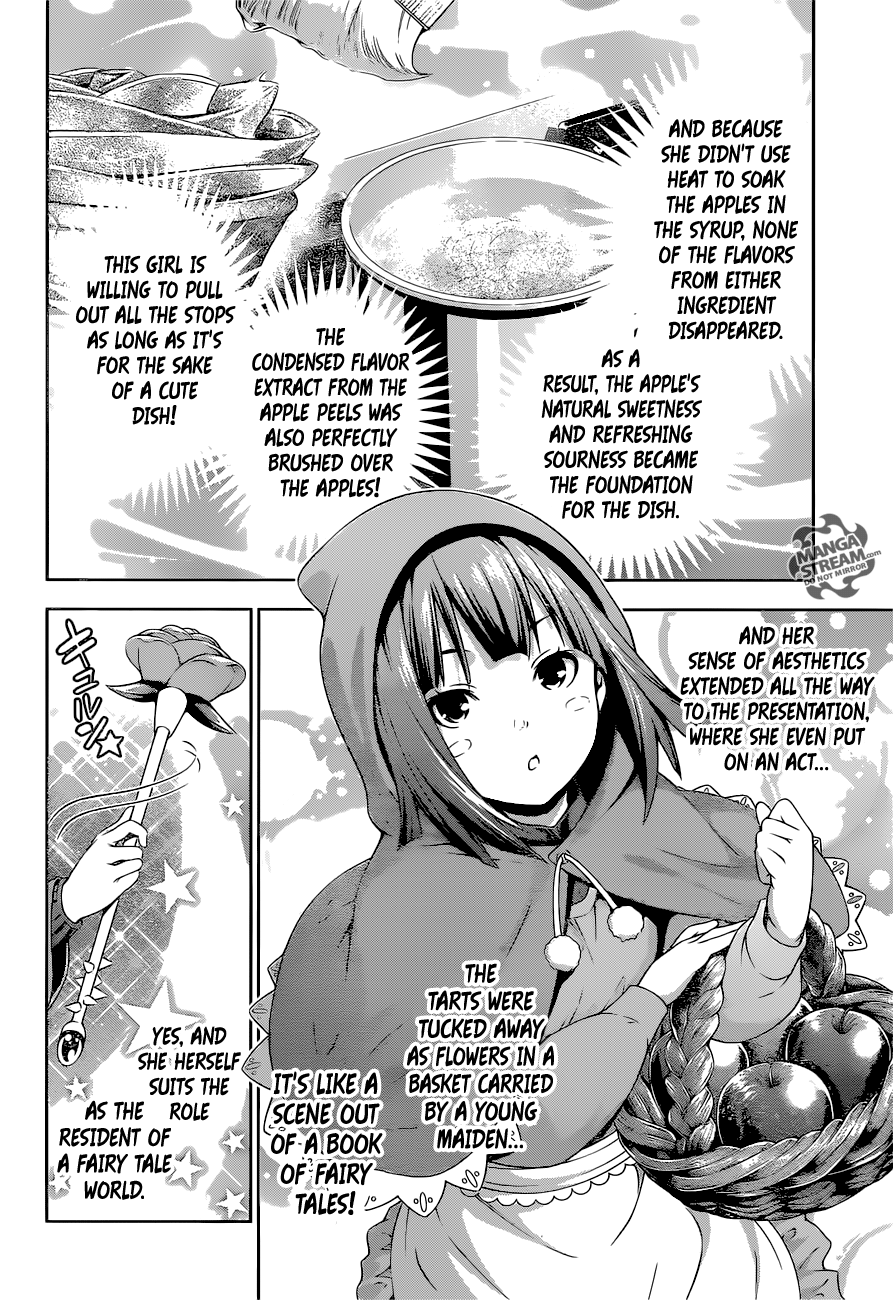 AND BECAUSE
SHE DIDN'T USE
HEAT TO SOAK
THE APPLES IN
THE SYRUP, NONE
OF THE FLAVORS
FROM EITHER
INGREDIENT
DISAPPEARED.
AS A
RESULT, THE APPLE'S
NATURAL SWEETNESS
AND REFRESHING
SOURNESS BECAME
THE FOUNDATION
FOR THE DISH.
THE
CONDENSED FLAVOR
EXTRACT FROM THE
APPLE PEELS WAS
ALSO PERFECTLY
BRUSHED OVER
THE APPLES!
THIS GIRL IS
WILLING TO PULL
OUT ALL THE STOPS
AS LONG AS IT'S
FOR THE SAKE
OF A CUTE
DISH!
MANGA
STREAM.com
DO NOT MIRROR
AND HER
SENSE OF AESTHETICS
EXTENDED ALL THE WAY
TO THE PRESENTATION,
WHERE SHE EVEN PUT
ON AN ACT...
THE
TARTS WERE
TUCKED AWAY
AS FLOWERS IN A
BASKET CARRIED
BY A YOUNG
MAIDEN...
IT'S LIKE A
SCENE OUT
OF A BOOK
OF FAIRY
TALES!
キュルン☆
YES, AND
SHE HERSELF
SUITS THE
ROLE
AS THE
RESIDENT OF
A FAIRY TALE
WORLD.